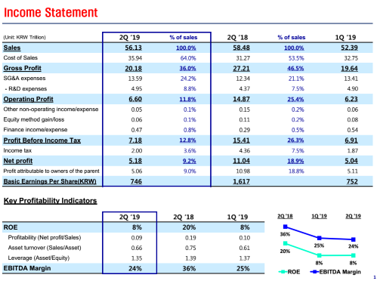 Income Statement
(Unit: KRW Trillion) 2Q '19 % of sales 2Q '18 % of sales 1Q '19
Sales 56.13 100.0% 58.48 100.0% 52.39
Cost of Sales 35.94 64.0% 31.27 53.5% 32.75
Gross Profit 20.18 36.0% 27.21 46.5% 19.64
SG&A expenses 13.59 24.2% 12.34 21.1% 13.41
- R&D expenses 4.95 8.8% 4.37 7.5% 4.90
Operating Profit 6.60 11.8% 14.87 25.4% 6.23
Other non-operating income/expense 0.05 0.1% 0.15 0.2% 0.06
Equity method gain/loss 0.06 0.1% 0.11 0.2% 0.08
Finance income/expense 0.47 0.8% 0.29 0.5% 0.54
Profit Before Income Tax 7.18 12.8% 15.41 26.3% 6.91
Income tax 2.00 3.6% 4.36 7.5% 1.87
Net profit 5.18 9.2% 11.04 18.9% 5.04
Profit attributable to owners of the parent 5.06 9.0% 10.98 18.8% 5.11
Basic Earnings Per Share(KRW) 746 1,617 752
Key Profitability Indicators
2Q '19 2Q '18 1Q '19
ROE 8% 20% 8%
Profitability (Net profit/Sales) 0.09 0.19 0.10
Asset turnover (Sales/Asset) 0.66 0.75 0.61
Leverage (Asset/Equity) 1.35 1.39 1.37
EBITDA Margin 24% 36% 25%
2Q '18 1Q '19 2Q '19
36% 25% 24%
20% 8% 8%
ROE EBITDA Margin